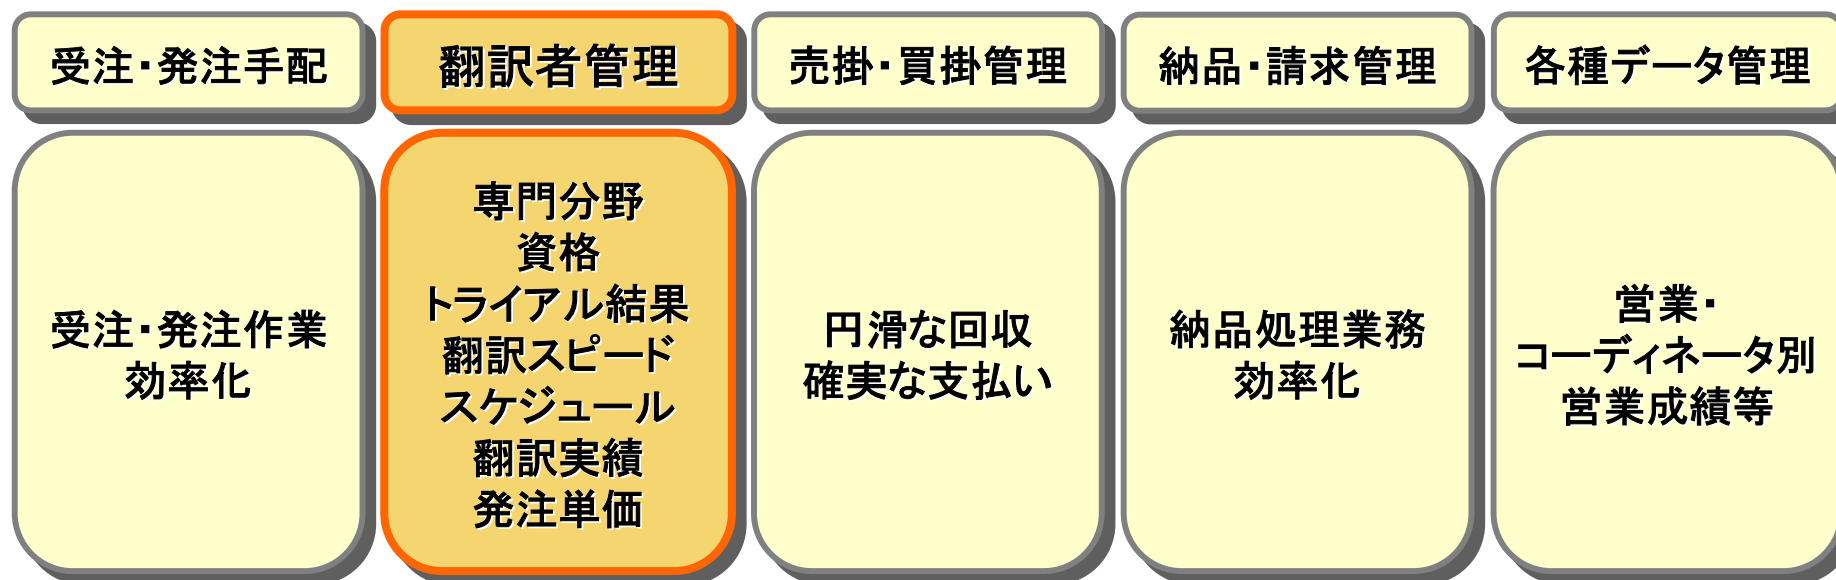 受注・発注手配
翻訳者管理
売掛・買掛管理
納品・請求管理
各種データ管理
受注・発注作業
効率化
専門分野
資格
トライアル結果
翻訳スピード
スケジュール
翻訳実績
発注単価
円滑な回収
確実な支払い
納品処理業務
効率化
営業・
コーディネータ別
営業成績等